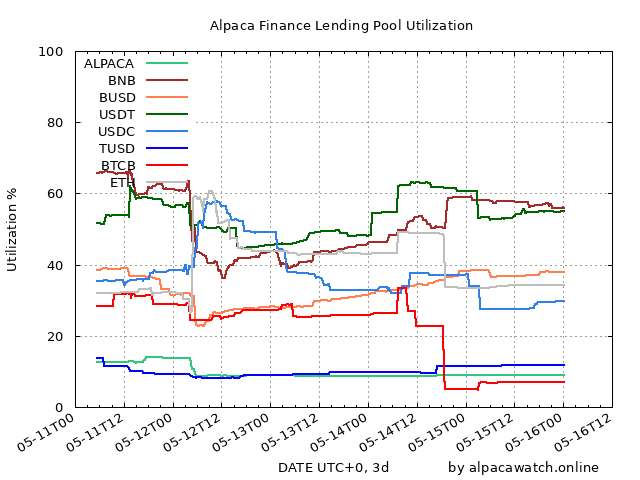 Alpaca Finance Lending Pool Utilization
100
80
60
40
20
0
Utilization %
ALPACA
BNB
BUSD
USDT
USDC
TUSD
BTCB
ETH
05-11T00
05-11T12
05-12T00
05-12T12
05-13T00
05-13T12
05-14T00
05-14T12
05-15T00
05-15T12
05-16T00
05-16T12
DATE UTC+0, 3d
by alpacawatch.online